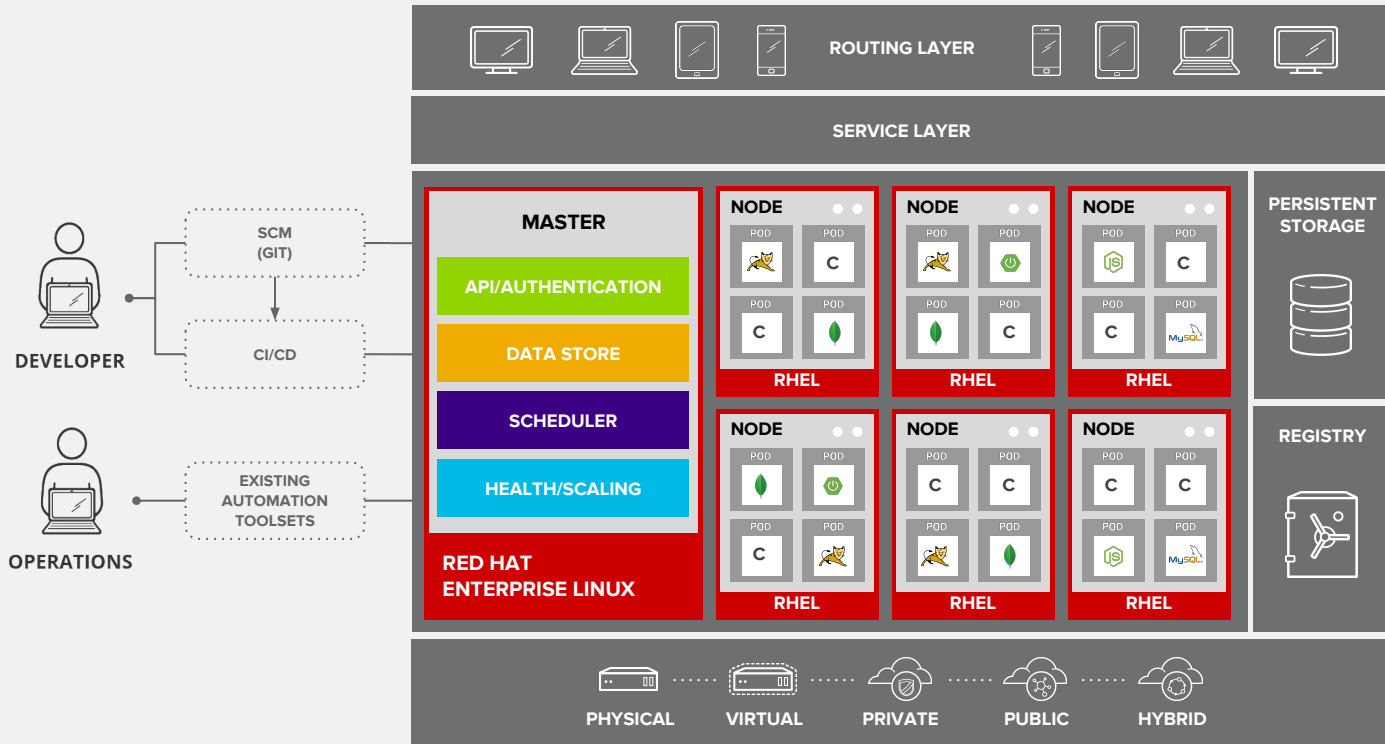 ROUTING LAYER
SERVICE LAYER
DEVELOPER
SCM
(GIT)
CI/CD
OPERATIONS
EXISTING
AUTOMATION
TOOLSETS
MASTER
API/AUTHENTICATION
DATA STORE
SCHEDULER
HEALTH/SCALING
RED HAT
ENTERPRISE LINUX
NODE
POD
POD
C
POD
POD
C
RHEL
NODE
POD
POD
POD
POD
C
RHEL
NODE
POD
POD
JS
C
POD
POD
C
MySQL
RHEL
NODE
POD
POD
POD
POD
C
RHEL
NODE
POD
POD
C
C
POD
POD
RHEL
NODE
POD
POD
C
C
POD
POD
JS
MySQL
RHEL
PERSISTENT
STORAGE
REGISTRY
PHYSICAL
VIRTUAL
PRIVATE
PUBLIC
HYBRID